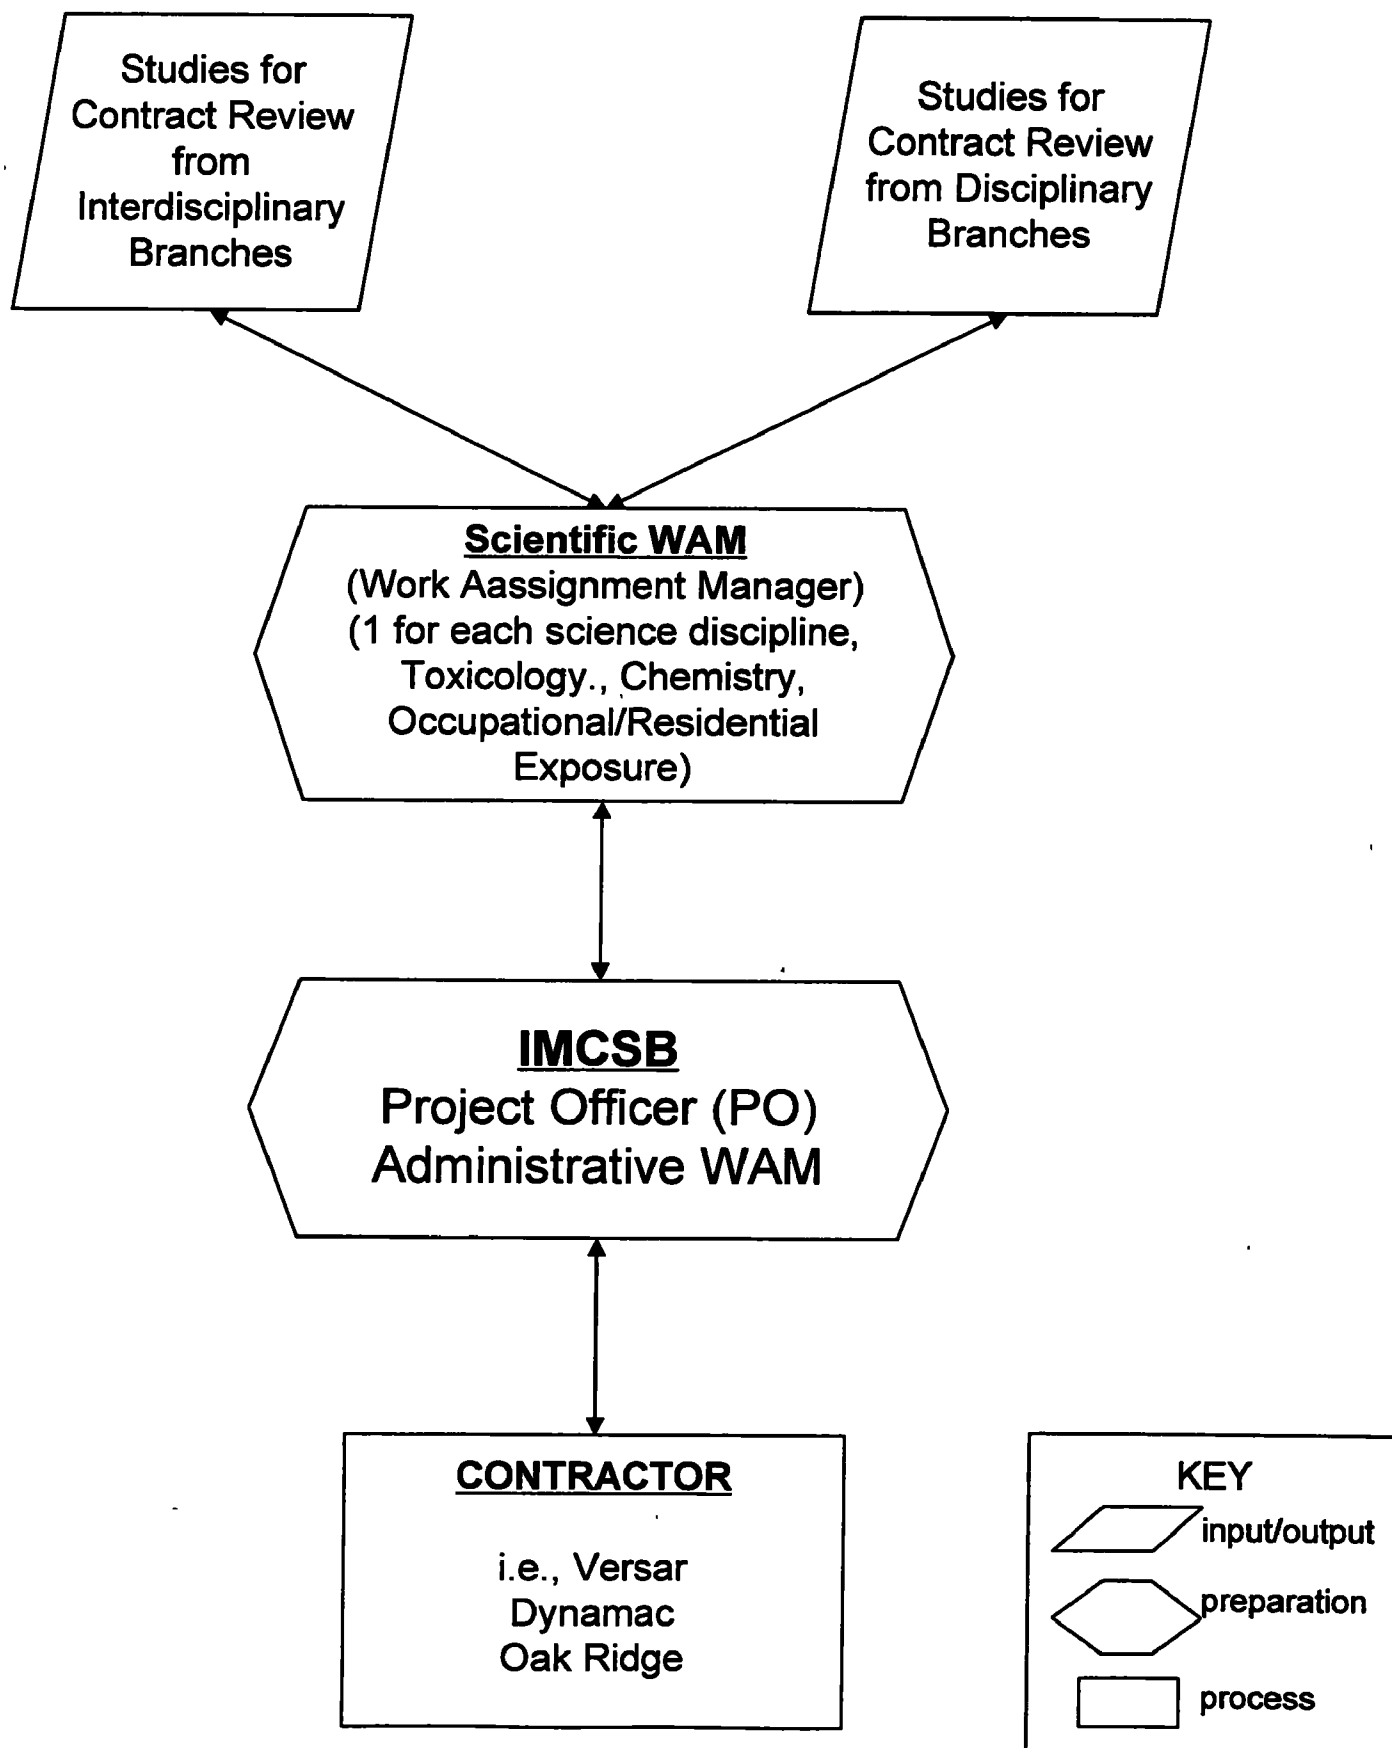 Studies for
Contract Review
from
Interdisciplinary
Branches
Studies for
Contract Review
from Disciplinary
Branches
Scientific WAM
(Work Aassignment Manager)
(1 for each science discipline,
Toxicology., Chemistry,
Occupational/Residential
Exposure)
IMCSB
Project Officer (PO)
Administrative WAM
CONTRACTOR
i.e., Versar
Dynamac
Oak Ridge
KEY
input/output
preparation
process